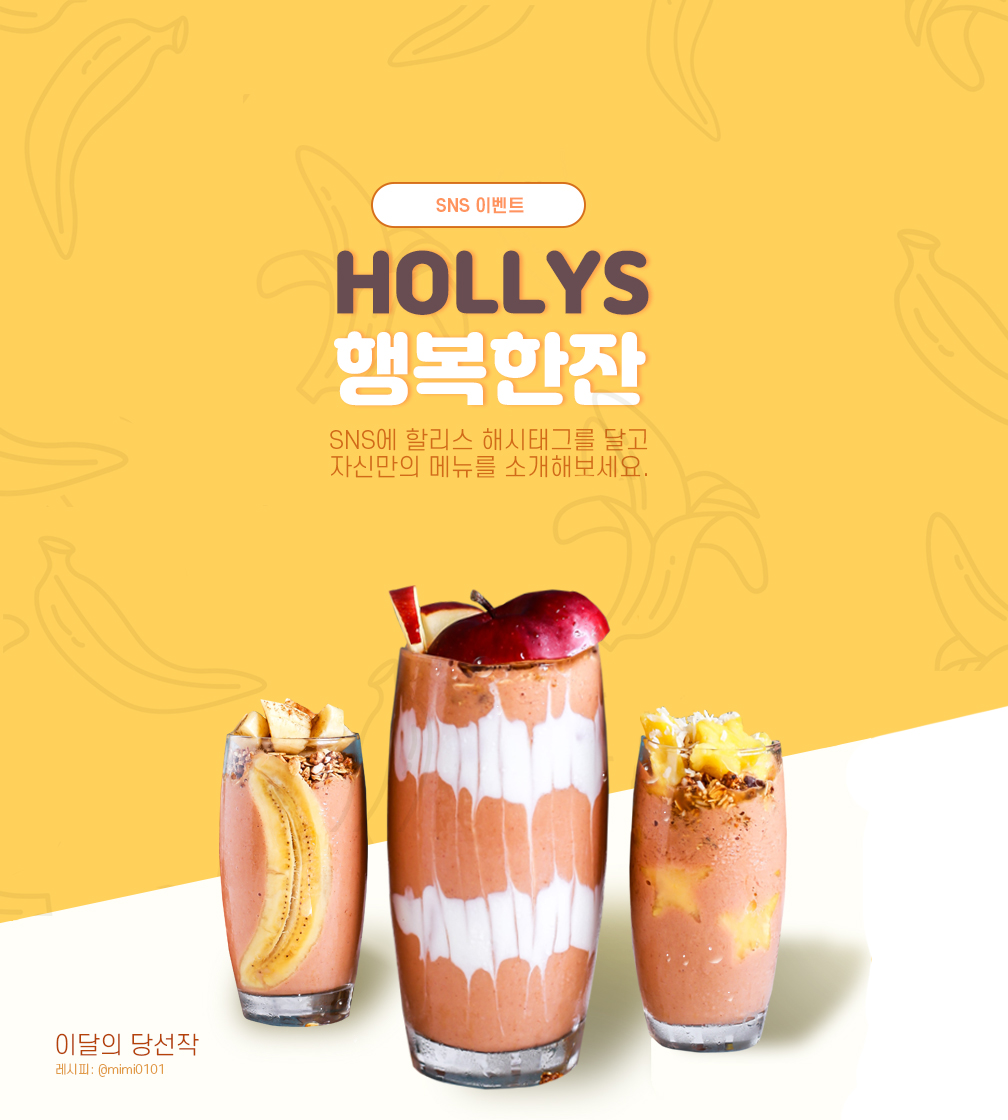 SNS 이벤트
HOLLYS
행복한잔
SNS에 할리스 해시태그를 달고
자신만의 메뉴를 소개해보세요.
이달의 당선작
레시피: @mimi0101